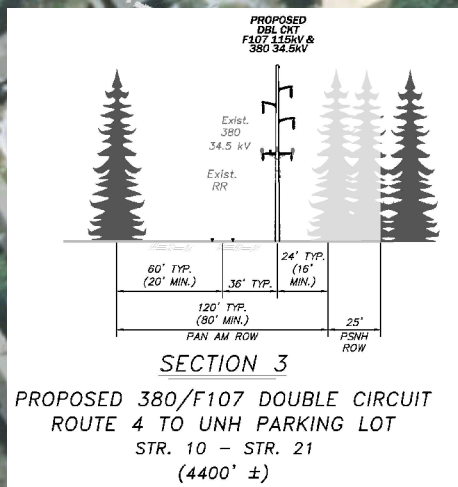 PROPOSED
DBL CKT
F107 115kV &
380 34.5kV
Exist.
380
34.5 kV
Exist.
RR
60' TYP.
(20' MIN.)
36' TYP.
24' TYP.
(16'
MIN.)
120' TYP.
(80' MIN.)
PAN AM ROW
25'
PSNH
ROW
SECTION 3
PROPOSED 380/F107 DOUBLE CIRCUIT
ROUTE 4 TO UNH PARKING LOT
STR. 10 – STR. 21
(4400' ±)